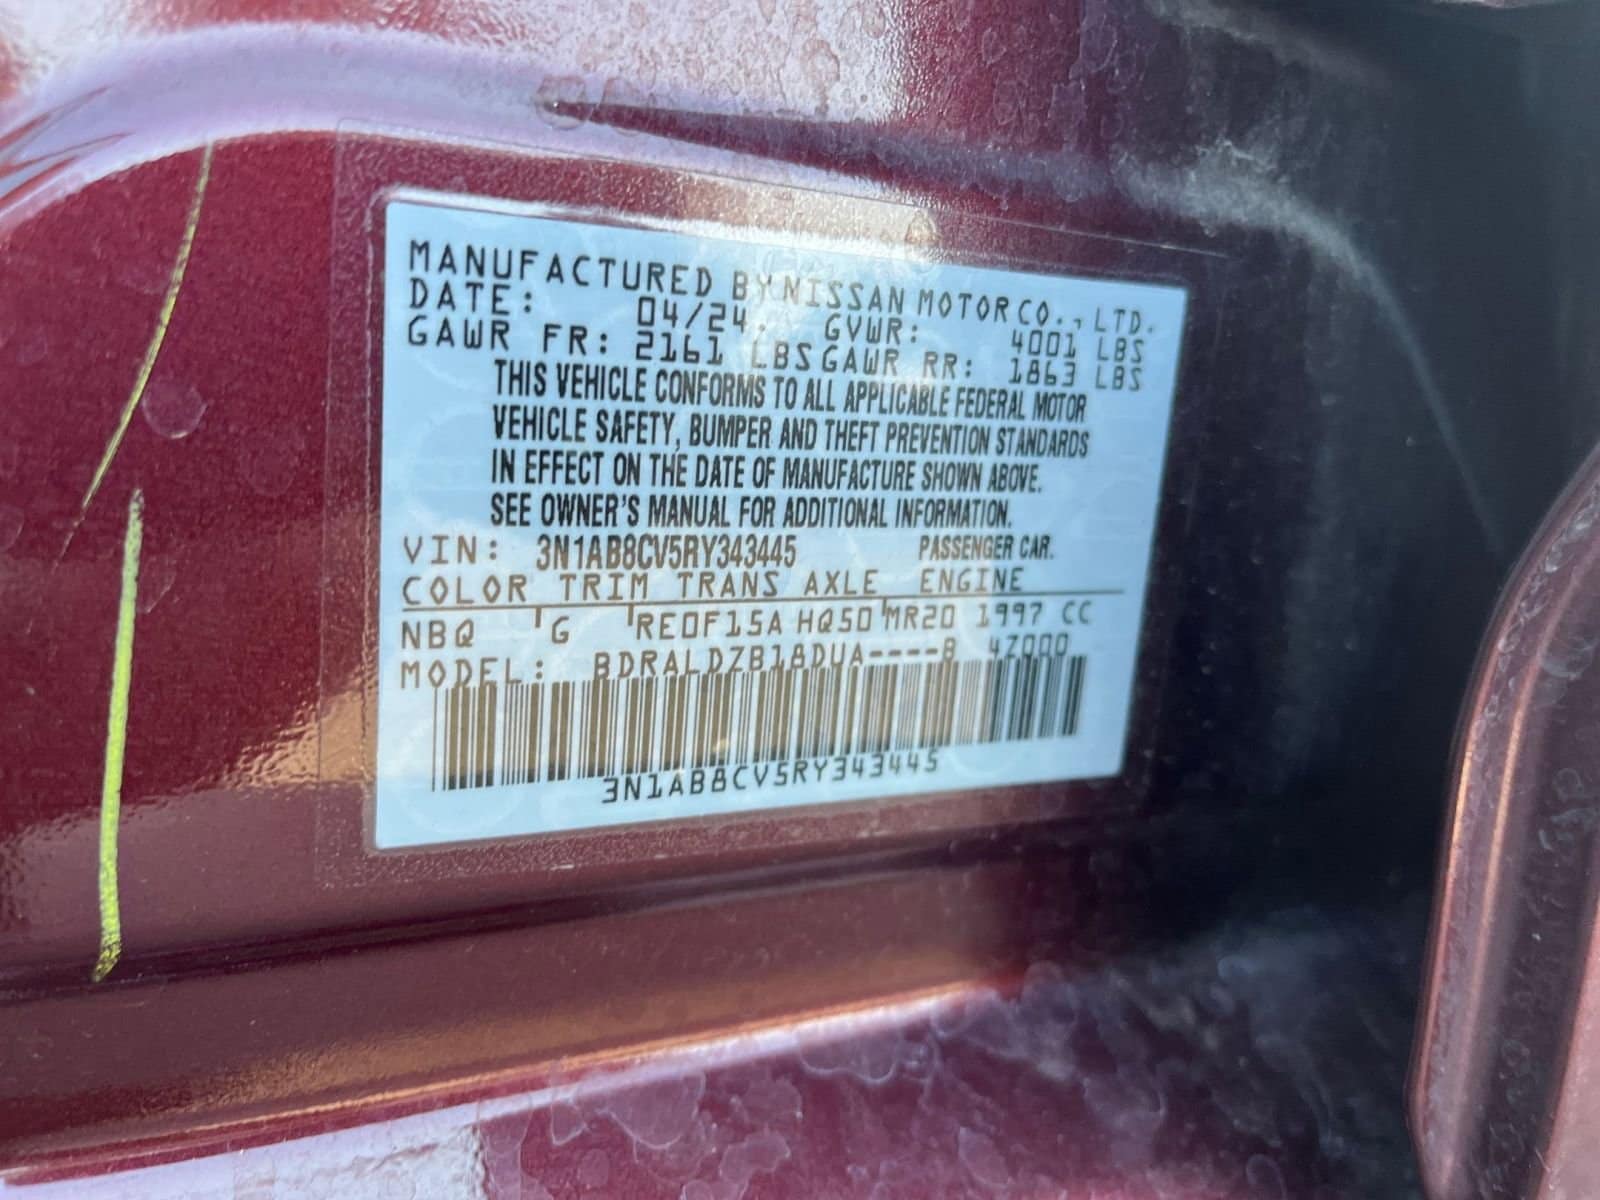 MANUFACTURED BY NISSAN MOTOR CO., LTD.
DATE: 04/24. GVWR: 4001 LBS
GAWR FR: 2161 LBS GAWR RR: 1863 LBS
THIS VEHICLE CONFORMS TO ALL APPLICABLE FEDERAL MOTOR
VEHICLE SAFETY, BUMPER AND THEFT PREVENTION STANDARDS
IN EFFECT ON THE DATE OF MANUFACTURE SHOWN ABOVE.
SEE OWNER'S MANUAL FOR ADDITIONAL INFORMATION.
VIN: 3N1AB8CV5RY343445 PASSENGER CAR.
COLOR TRIM TRANS AXLE ENGINE
NBQ G RE0F15A HQ50 MR20 1997 CC
MODEL: BDRALDZB18DUA----B 4Z000
3N1AB8CV5RY343445